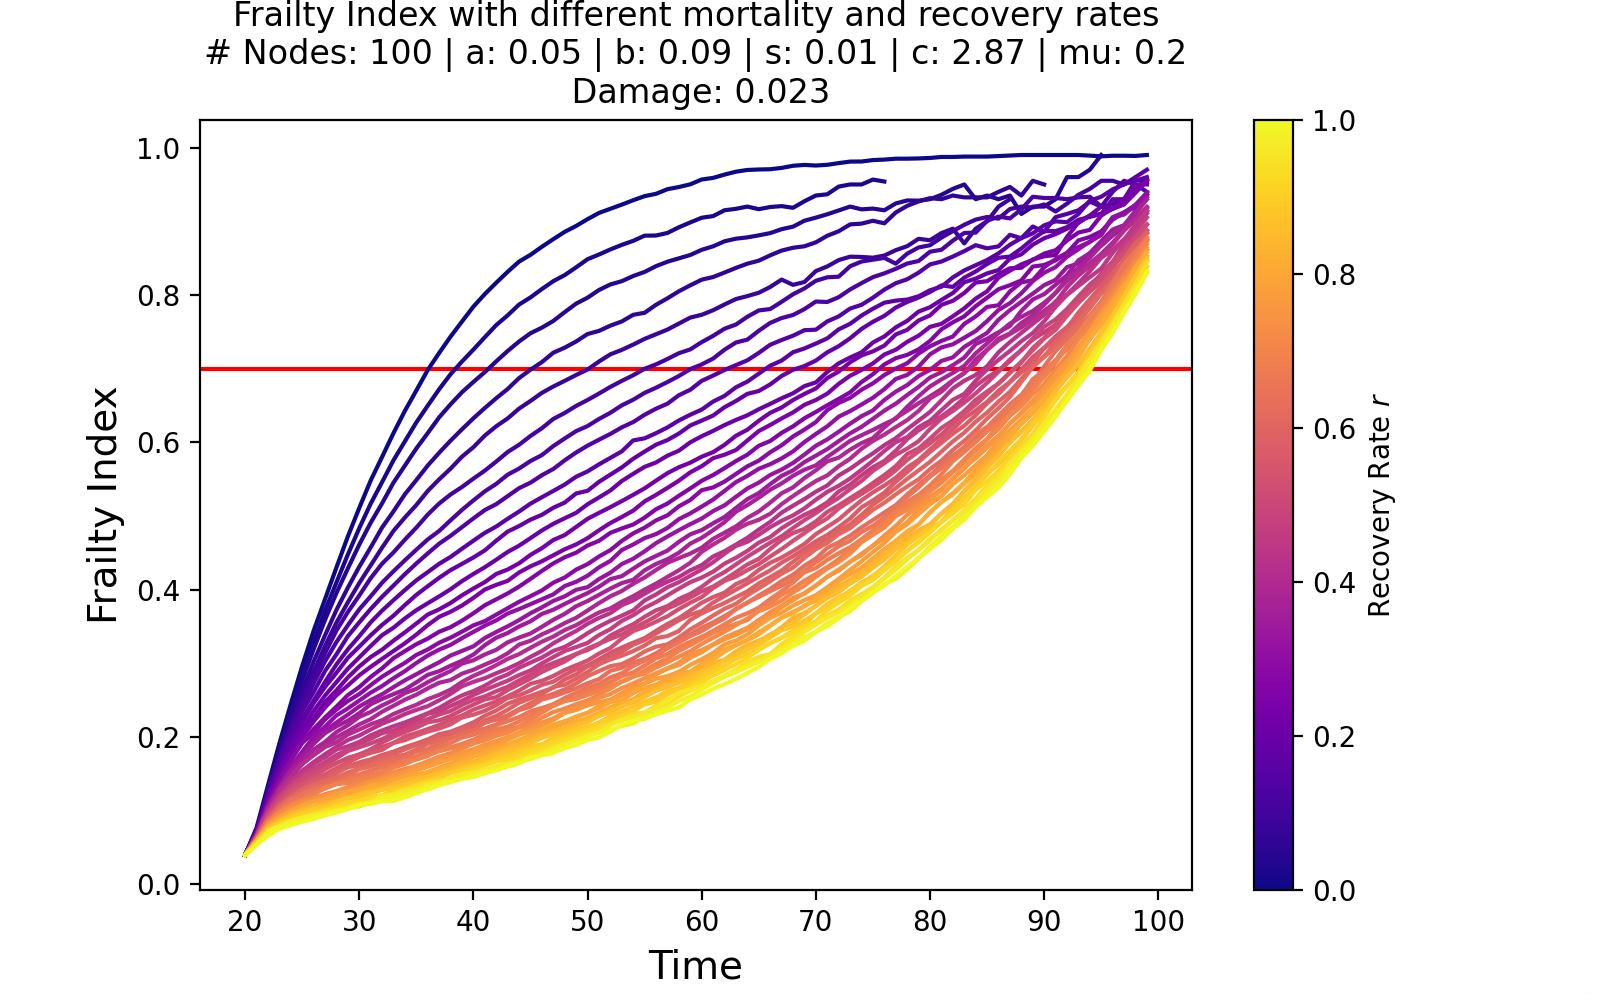 Frailty Index with different mortality and recovery rates
# Nodes: 100 | a: 0.05 | b: 0.09 | s: 0.01 | c: 2.87 | mu: 0.2
Damage: 0.023
Frailty Index
1.0
0.8
0.6
0.4
0.2
0.0
20 30 40 50 60 70 80 90 100
Time
1.0
0.8
0.6
0.4
0.2
0.0
Recovery Rate r